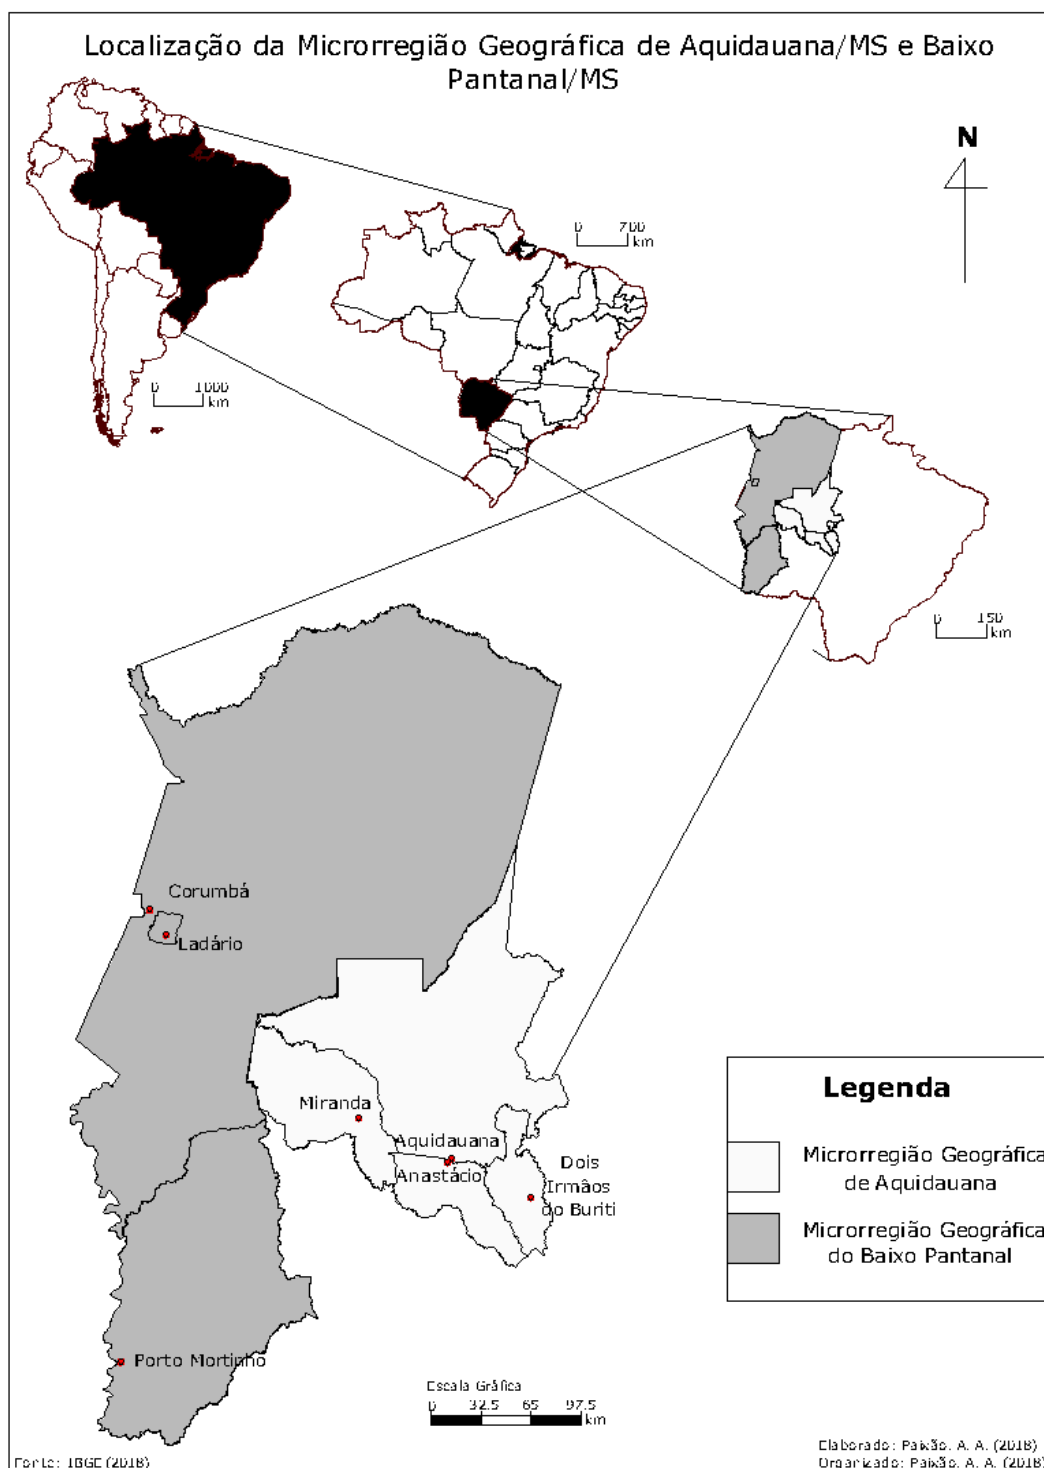 Localização da Microrregião Geográfica de Aquidauana/MS e Baixo
Pantanal/MS
N
0 700
km
0 1000
km
0 150
km
Corumbá
Ladário
Miranda
Aquidauana
Anastácio
Dois
Irmãos
do Buriti
Porto Mortinho
Legenda
Microrregião Geográfica
de Aquidauana
Microrregião Geográfica
do Baixo Pantanal
Escala Gráfica
0 32.5 65 97.5
km
Fonte: IBGE (2018)
Elaborado: Paixão, A. A. (2018)
Organizado: Paixão, A. A. (2018)